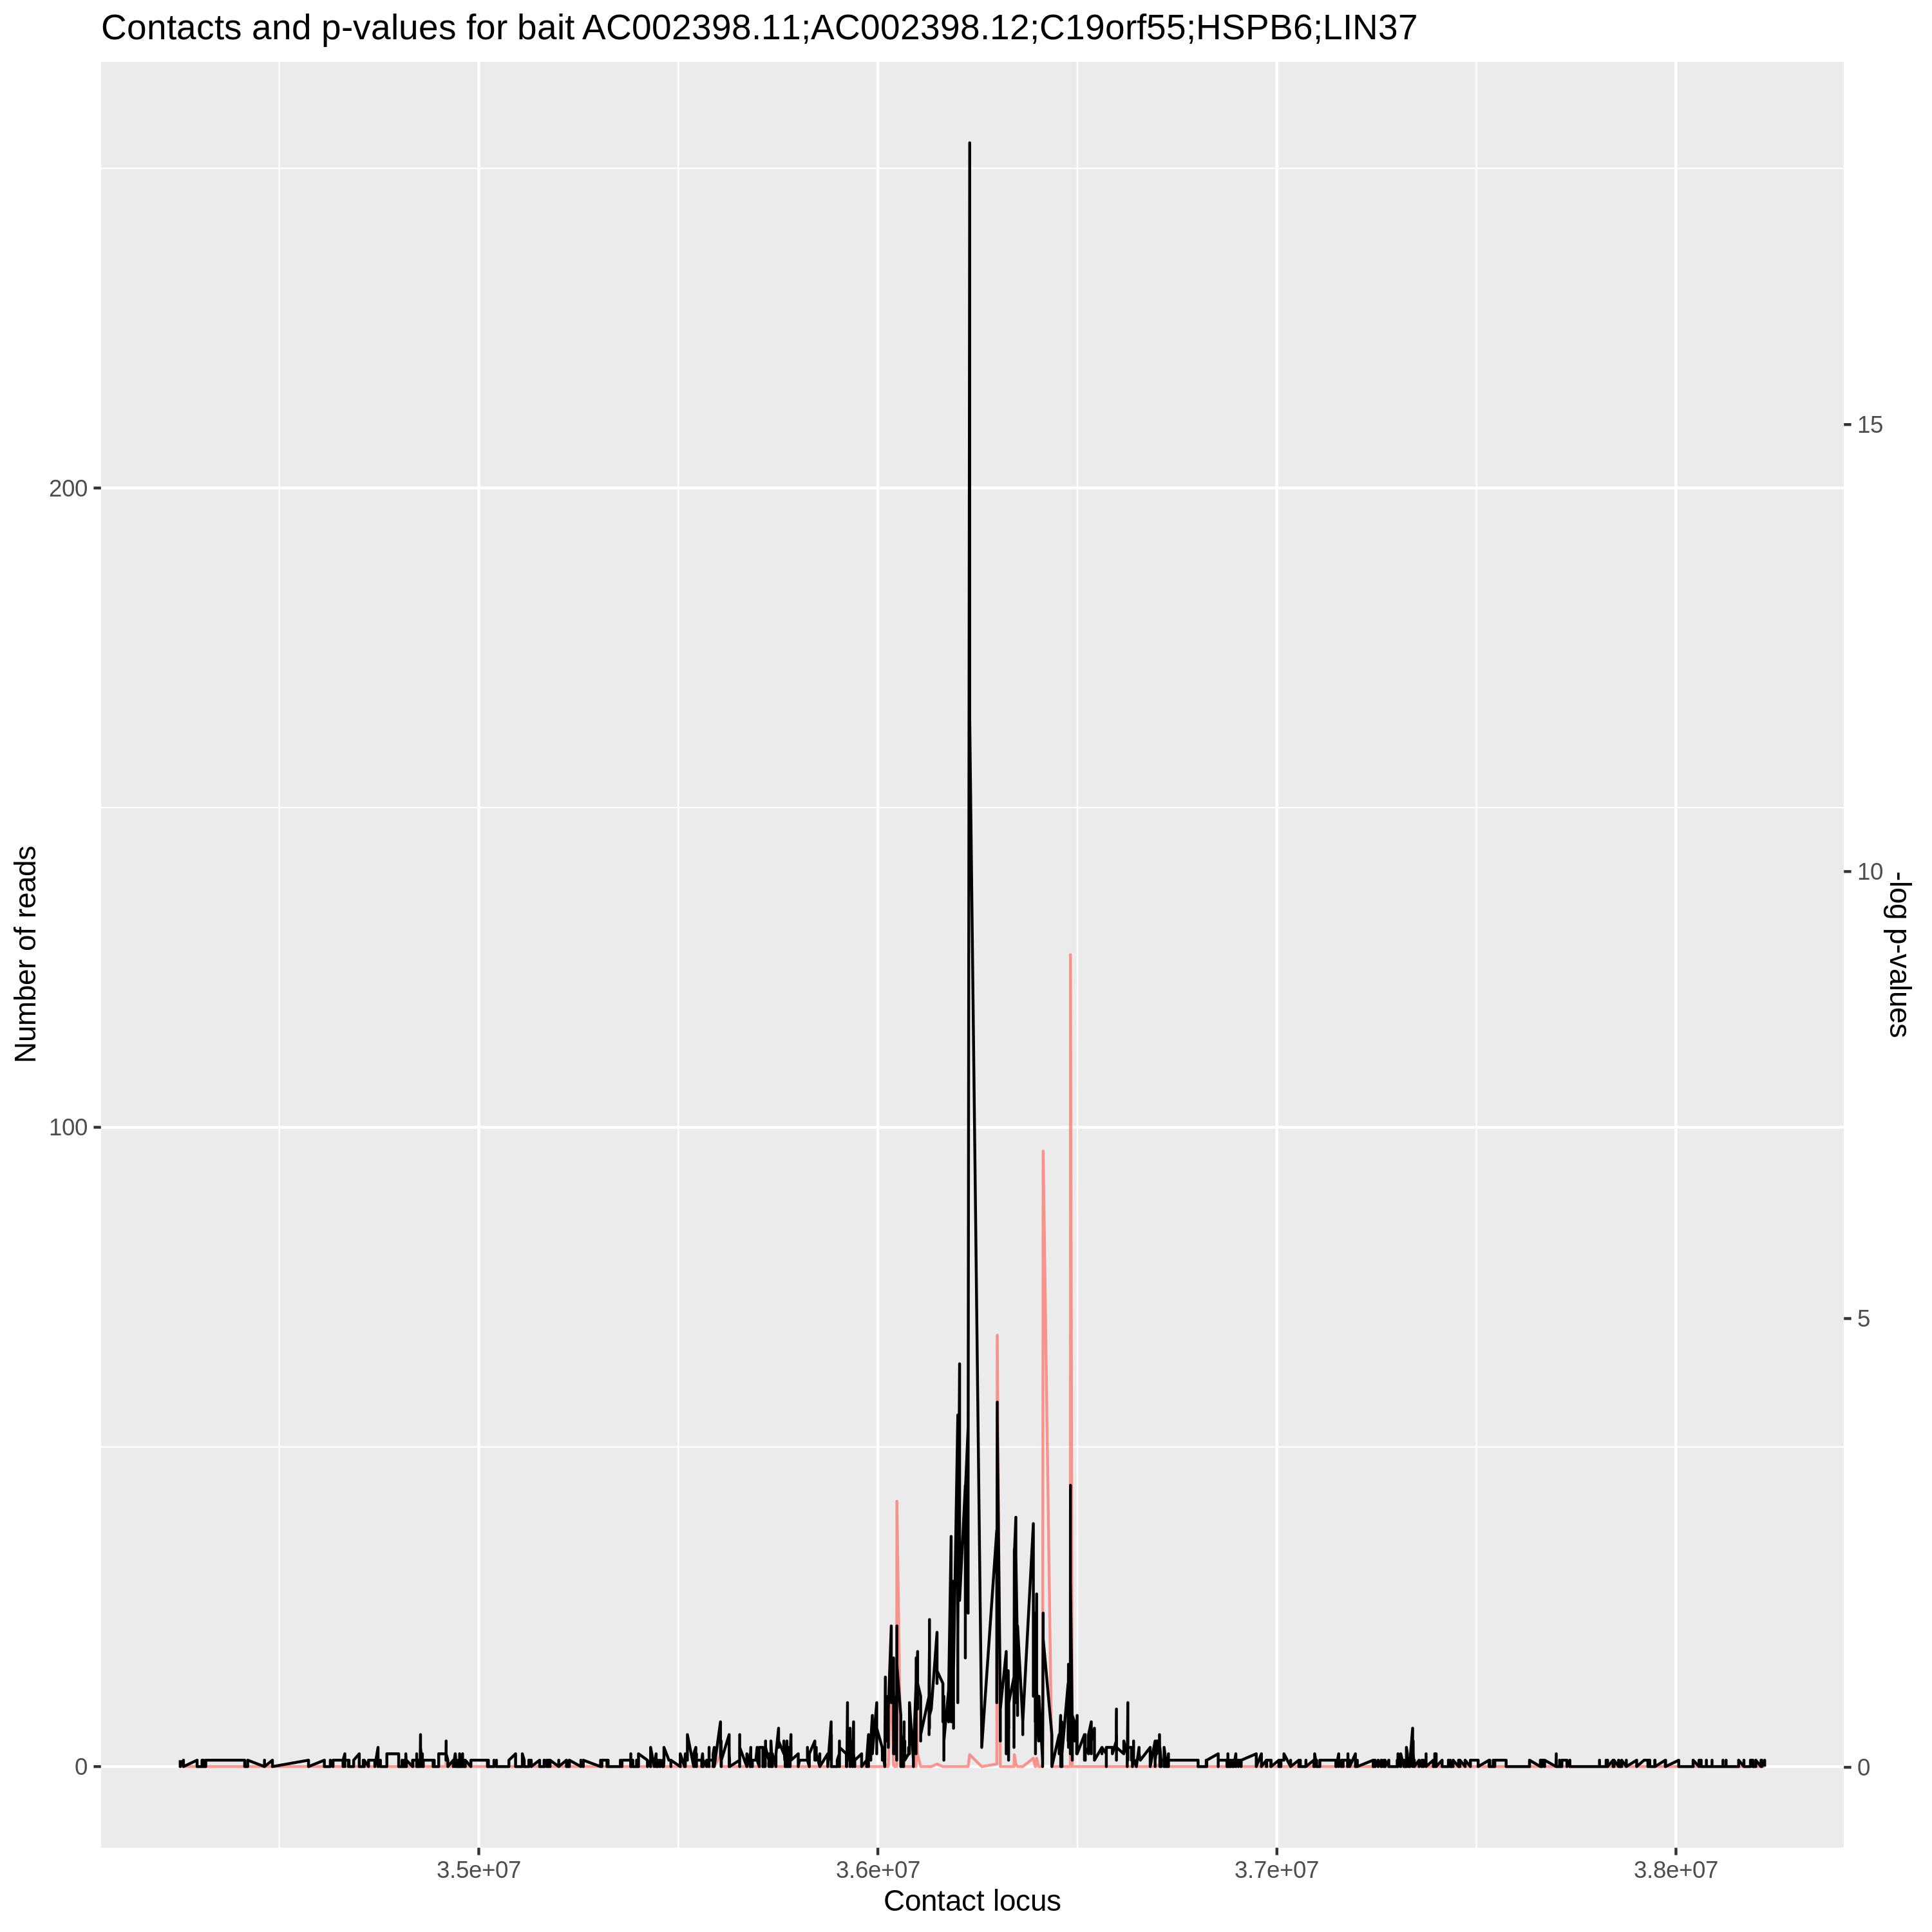 Contacts and p-values for bait AC002398.11;AC002398.12;C19orf55;HSPB6;LIN37
Number of reads
200
100
0
15
10
5
0
-log p-values
3.5e+07 3.6e+07 3.7e+07 3.8e+07
Contact locus